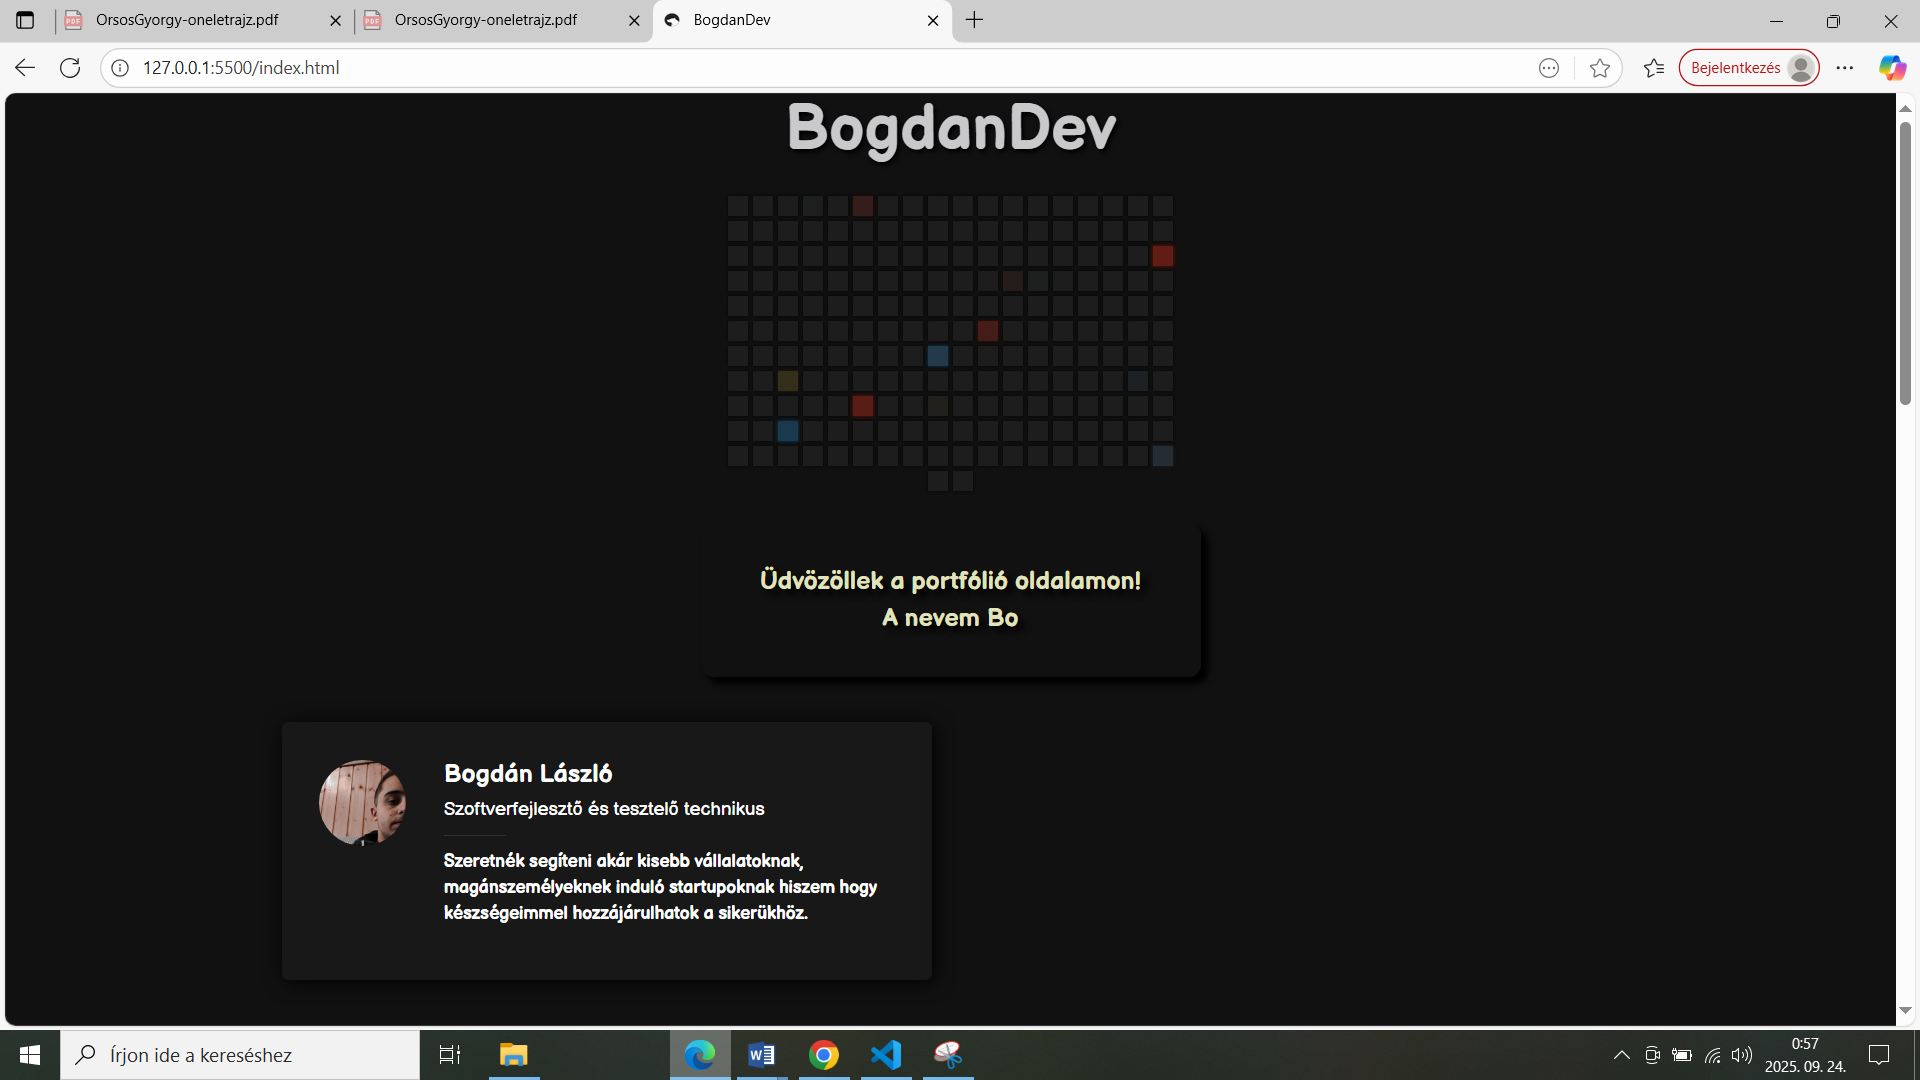 OrsosGyorgy-oneletrajz.pdf
OrsosGyorgy-oneletrajz.pdf
BogdanDev
127.0.0.1:5500/index.html
Bejelentkezés
BogdanDev
Üdvözöllek a portfólió oldalamon!
A nevem Bo
Bogdán László
Szoftverfejlesztő és tesztelő technikus
Szeretnék segíteni akár kisebb vállalatoknak,
magánszemélyeknek induló startupoknak hiszem hogy
készségeimmel hozzájárulhatok a sikerükhöz.
Írjon ide a kereséshez
0:57
2025. 09. 24.